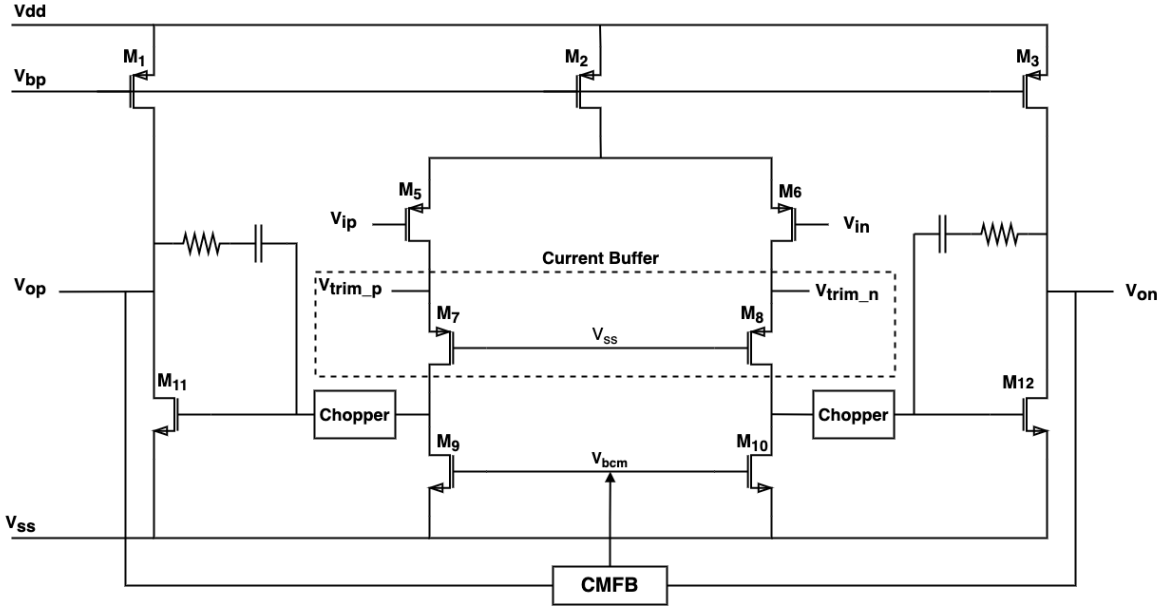 Vdd
M1
M2
M3
Vbp
M5
M6
Vip
Vin
Current Buffer
Vop
Vtrim_p
Vtrim_n
Von
M7
M8
Vss
M11
M12
Chopper
Chopper
M9
M10
Vbcm
Vss
CMFB